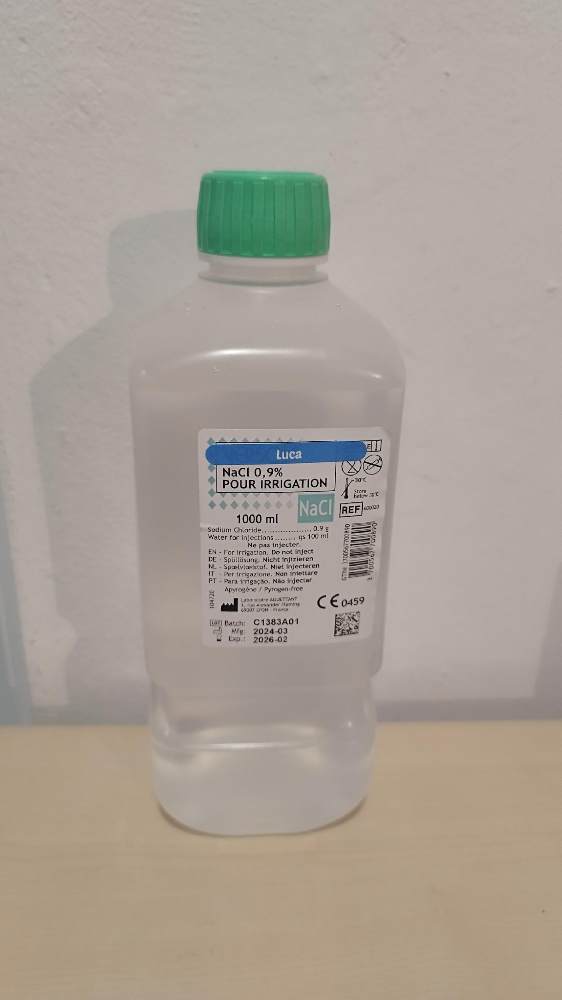 Luca
NaCl 0,9%
POUR IRRIGATION
NaCl
1000 ml
Sodium Chloride................... 0.9 g
Water for injections ........ qs 100 ml
Ne pas injecter.
EN - For irrigation. Do not inject
DE - Spüllösung. Nicht injizieren
NL - Spœlvlœistof. Niet injecteren
IT - Per irrigazione. Non iniettare
PT - Para irrigação. Não injectar
Apyrogène / Pyrogen-free
104720
Laboratoire AGUETTANT
1, rue Alexander Fleming
69007 LYON - France
LOT Batch: C1383A01
Mfg: 2024-03
Exp.: 2026-02
E
2
30°C
Store
below 30°C
REF 600020
GTIN: 3700567700890
3 700567 700890
CE 0459